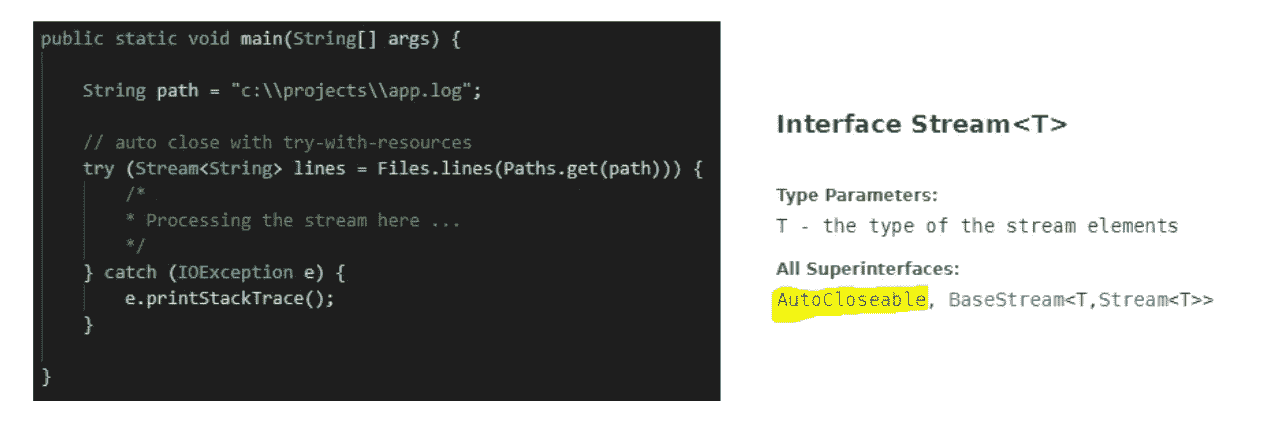 public static void main(String[] args) {
String path = "c:\\projects\\app.log";
// auto close with try-with-resources
try (Stream<String> lines = Files.lines(Paths.get(path))) {
/*
* Processing the stream here ...
*/
} catch (IOException e) {
e.printStackTrace();
}
}
Interface Stream<T>
Type Parameters:
T - the type of the stream elements
All Superinterfaces:
AutoCloseable, BaseStream<T,Stream<T>>